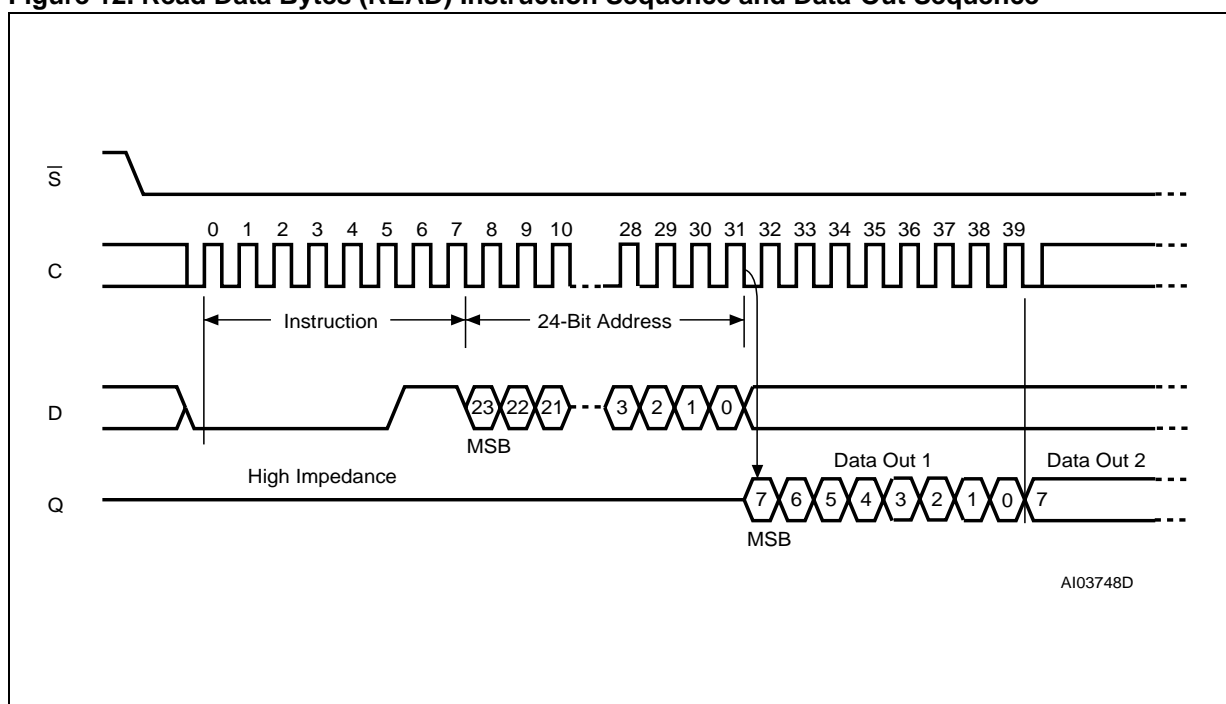 Figure 12. Read Data Bytes (READ) Instruction Sequence and Data-Out Sequence
S
0 1 2 3 4 5 6 7 8 9 10 28 29 30 31 32 33 34 35 36 37 38 39
C
Instruction 24-Bit Address
D 23 22 21 3 2 1 0
MSB
High Impedance Data Out 1 Data Out 2
Q 7 6 5 4 3 2 1 0 7
MSB
AI03748D